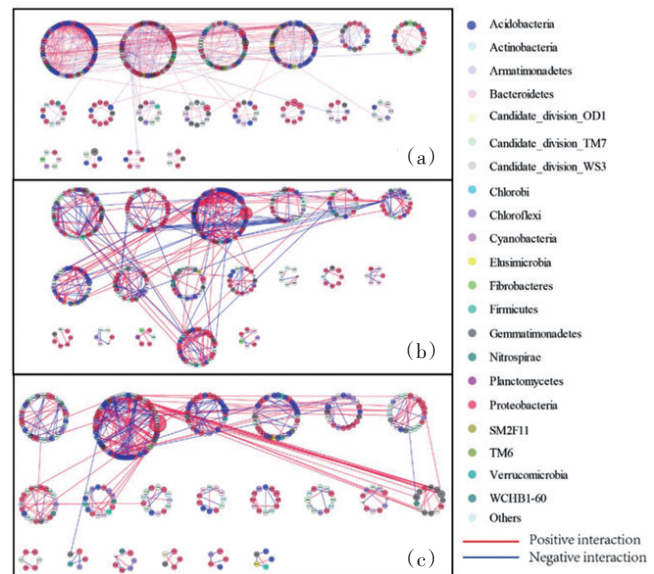 (a)
(b)
(c)
Acidobacteria
Actinobacteria
Armatimonadetes
Bacteroidetes
Candidate_division_OD1
Candidate_division_TM7
Candidate_division_WS3
Chlorobi
Chloroflexi
Cyanobacteria
Elusimicrobia
Fibrobacteres
Firmicutes
Gemmatimonadetes
Nitrospirae
Planctomycetes
Proteobacteria
SM2F11
TM6
Verrucomicrobia
WCHB1-60
Others
Positive interaction
Negative interaction